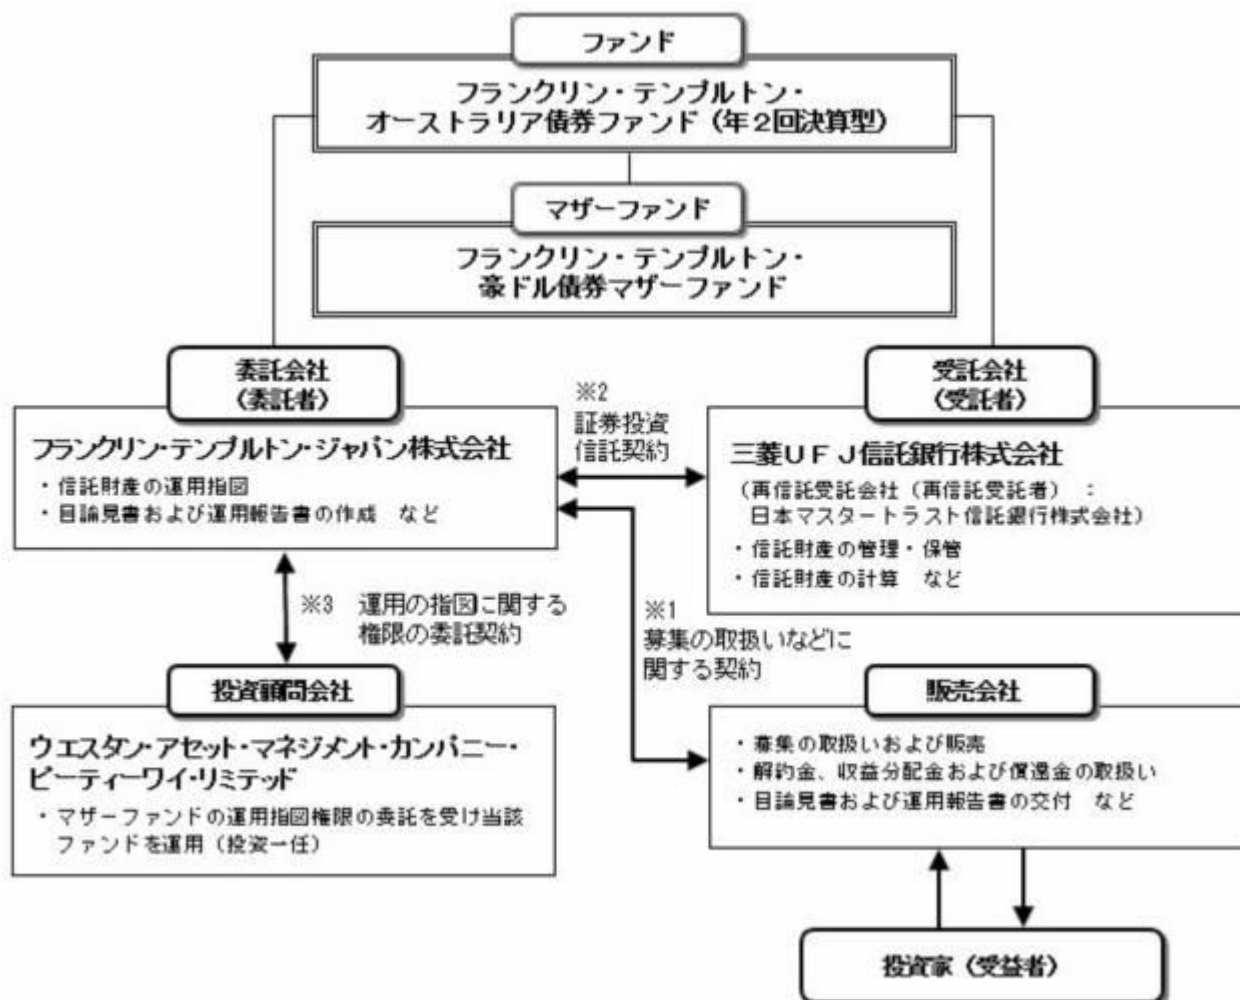 ファンド
フランクリン・テンプルトン・
オーストラリア債券ファンド（年２回決算型）
マザーファンド
フランクリン・テンプルトン・
豪ドル債券マザーファンド
委託会社
（委託者）
フランクリン・テンプルトン・ジャパン株式会社
・信託財産の運用指図
・目論見書および運用報告書の作成　など
※2
証券投資
信託契約
受託会社
（受託者）
三菱ＵＦＪ信託銀行株式会社
（再信託受託会社（再信託受託者）：
日本マスタートラスト信託銀行株式会社）
・信託財産の管理・保管
・信託財産の計算　など
※3　運用の指図に関する
権限の委託契約
※1
募集の取扱いなどに
関する契約
投資顧問会社
ウエスタン・アセット・マネジメント・カンパニー・
ピーティーワイ・リミテッド
・マザーファンドの運用指図権限の委託を受け当該
ファンドを運用（投資一任）
販売会社
・募集の取扱いおよび販売
・解約金、収益分配金および償還金の取扱い
・目論見書および運用報告書の交付　など
投資家（受益者）